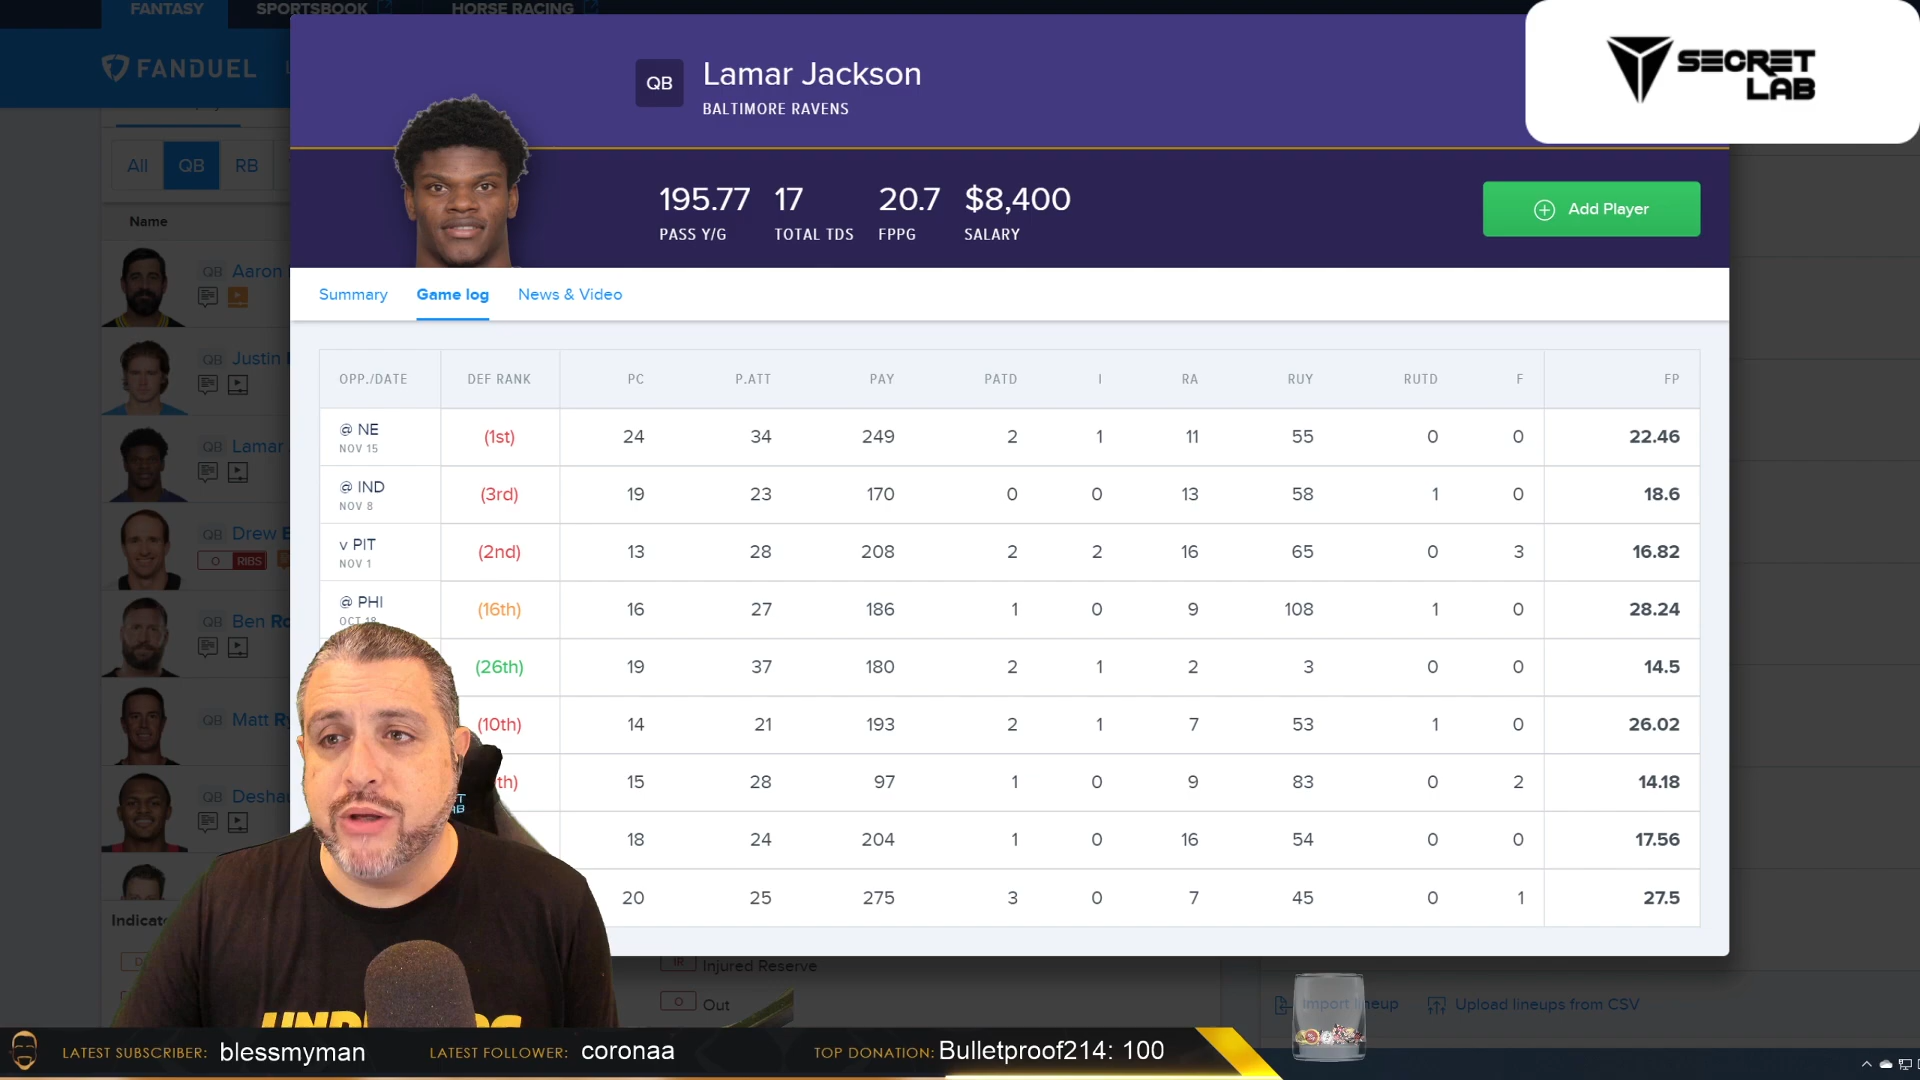 FANTASY SPORTSBOOK HORSE RACING
FANDUEL
QB Lamar Jackson
BALTIMORE RAVENS
SECRET
LAB
195.77 17 20.7 $8,400
PASS Y/G TOTAL TDS FPPG SALARY
Add Player
All QB RB
Name
QB Aaron
QB Justin
QB Lamar
QB Drew
O RIBS
QB Ben
QB Matt
QB
Summary Game log News & Video
OPP./DATE DEF RANK PC P.ATT PAY PATD I RA RUY RUTD F FP
@ NE (1st) 24 34 249 2 1 11 55 0 0 22.46
NOV 15
@ IND (3rd) 19 23 170 0 0 13 58 1 0 18.6
NOV 8
v PIT (2nd) 13 28 208 2 2 16 65 0 3 16.82
NOV 1
@ PHI (16th) 16 27 186 1 0 9 108 1 0 28.24
OCT 18
(26th) 19 37 180 2 1 2 3 0 0 14.5
(10th) 14 21 193 2 1 7 53 1 0 26.02
th) 15 28 97 1 0 9 83 0 2 14.18
18 24 204 1 0 16 54 0 0 17.56
20 25 275 3 0 7 45 0 1 27.5
IR Injured Reserve
O Out
Import lineup Upload lineups from CSV
LATEST SUBSCRIBER: blessmyman LATEST FOLLOWER: coronaa TOP DONATION: Bulletproof214: 100